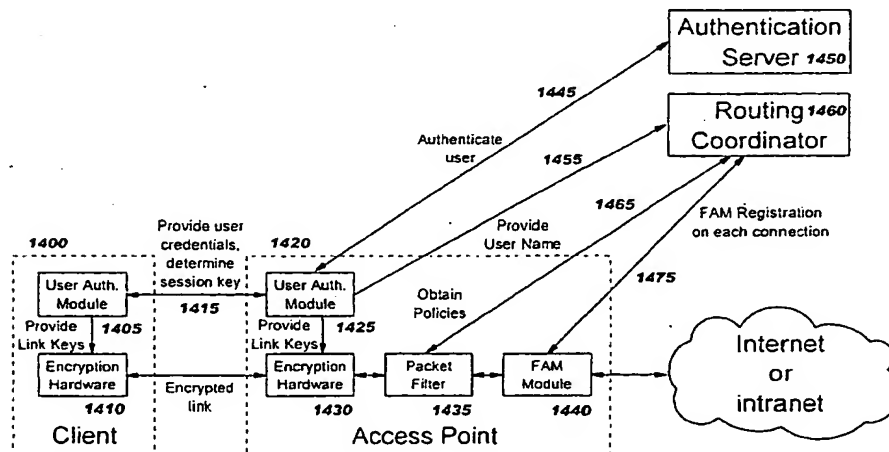 Authentication
Server 1450
Routing 1460
Coordinator
1445
Authenticate
user
1455
1465
FAM Registration
on each connection
1475
Provide
User Name
Provide user
credentials,
determine
session key
1415
1400
1420
User Auth.
Module
User Auth.
Module
Obtain
Policies
Provide
Link Keys
1405
Provide
Link Keys
1425
Encryption
Hardware
1410
Encrypted
link
Encryption
Hardware
1430
Packet
Filter
1435
FAM
Module
1440
Internet
or
intranet
Client
Access Point